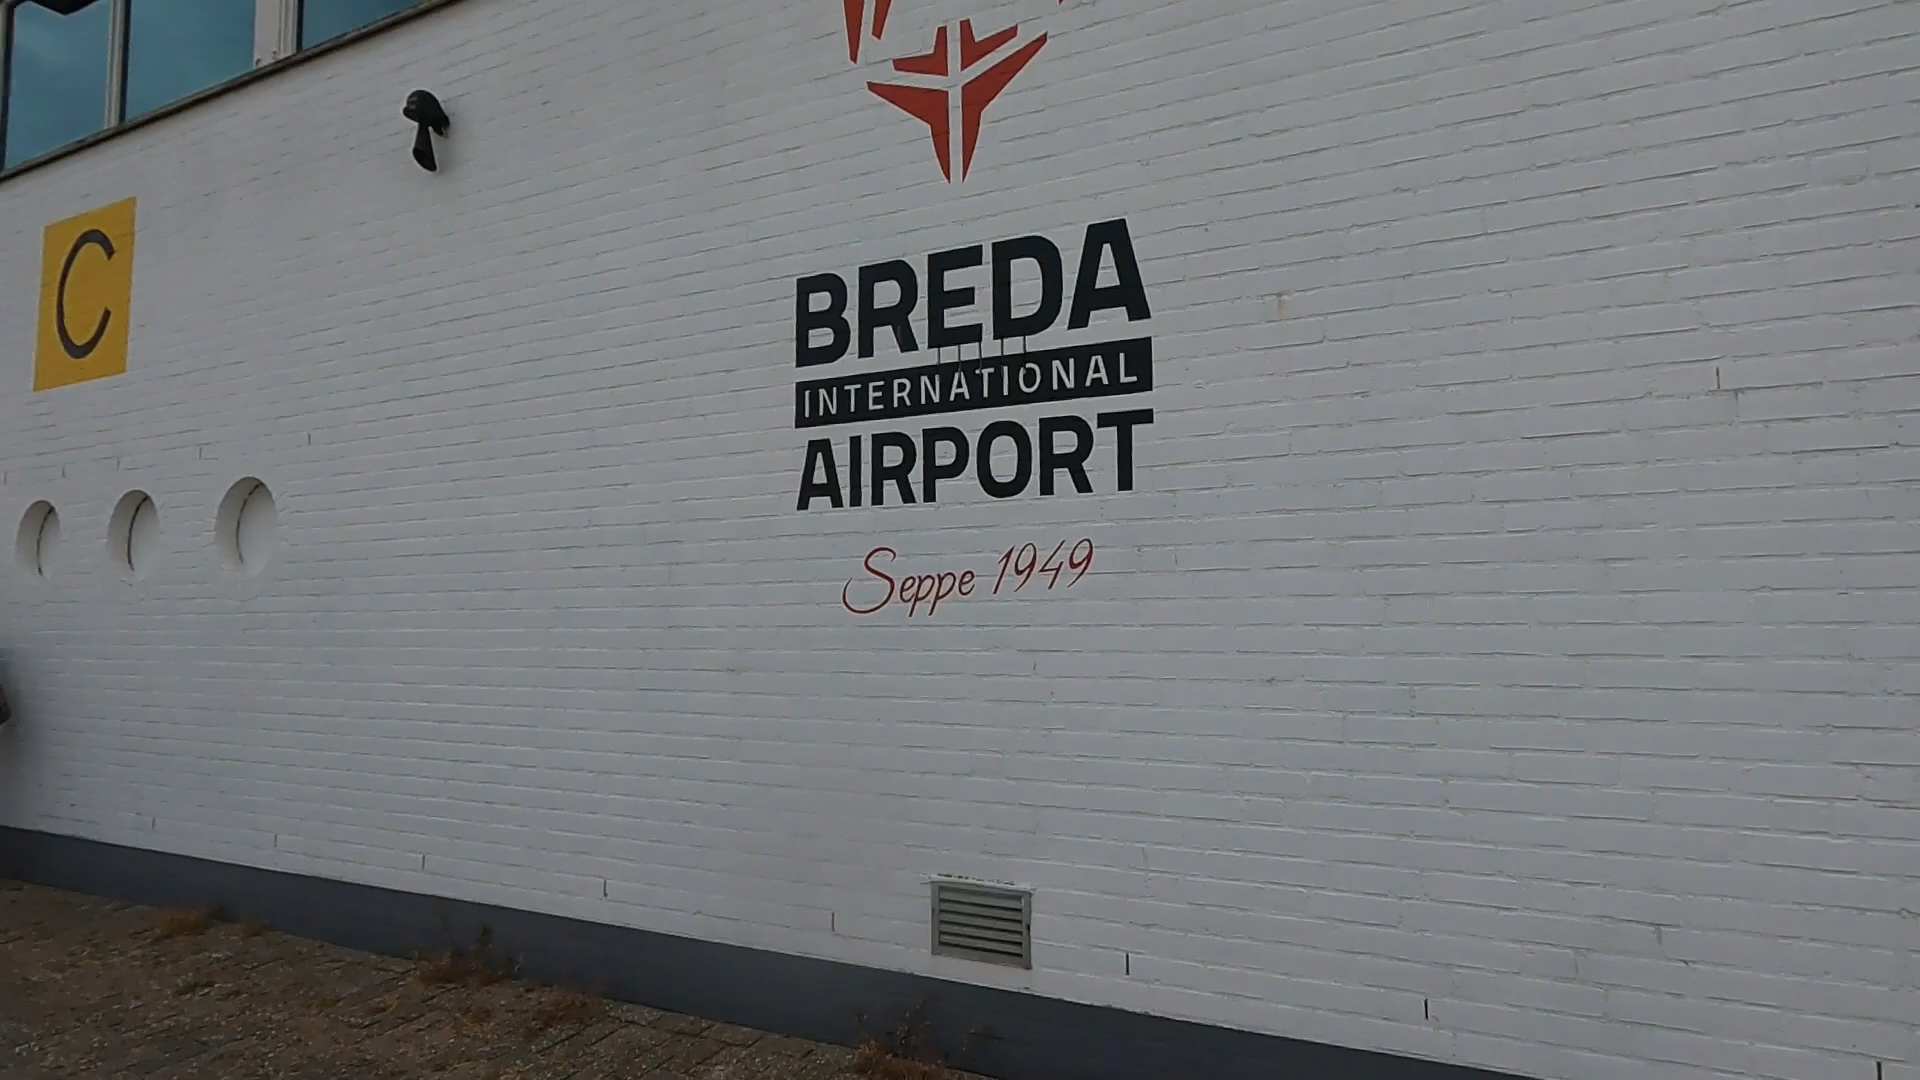 C
BREDA
INTERNATIONAL
AIRPORT
Seppe 1949